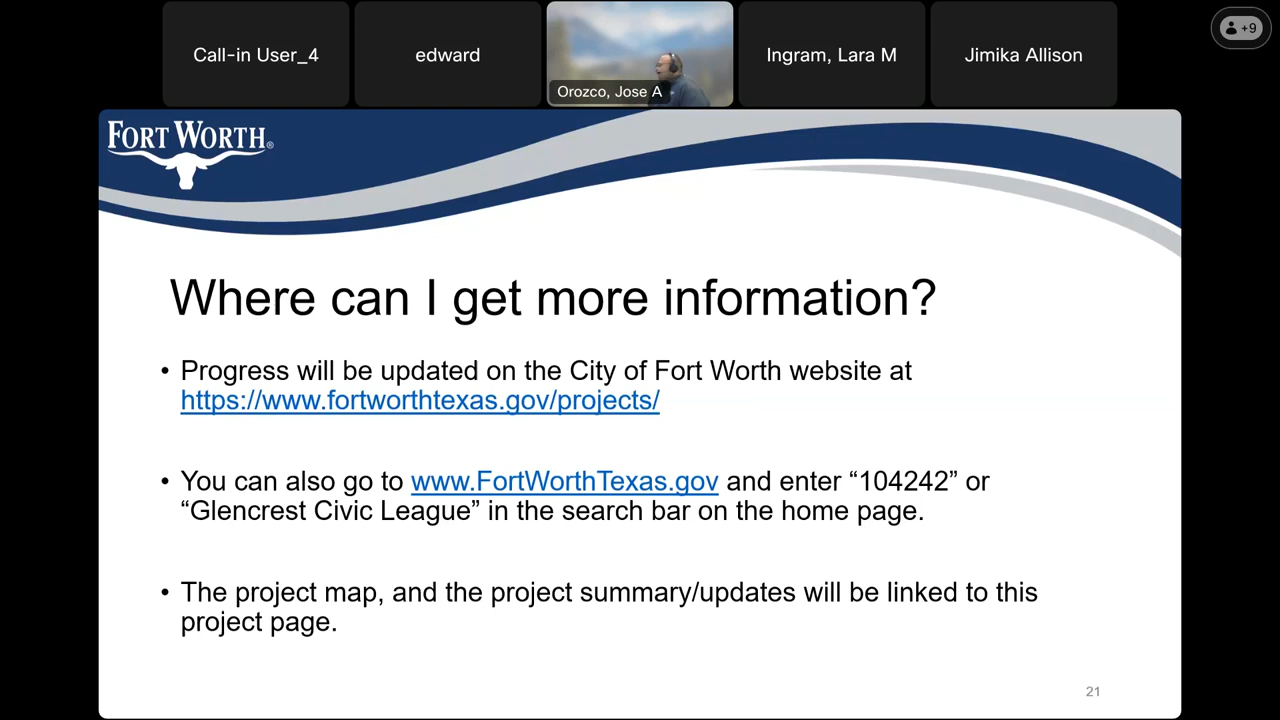 Call-in User_4
edward
Orozco, Jose A
Ingram, Lara M
Jimika Allison
+9
FORT WORTH®
Where can I get more information?
• Progress will be updated on the City of Fort Worth website at
https://www.fortworthtexas.gov/projects/
• You can also go to www.FortWorthTexas.gov and enter “104242” or
“Glencrest Civic League” in the search bar on the home page.
• The project map, and the project summary/updates will be linked to this
project page.
21